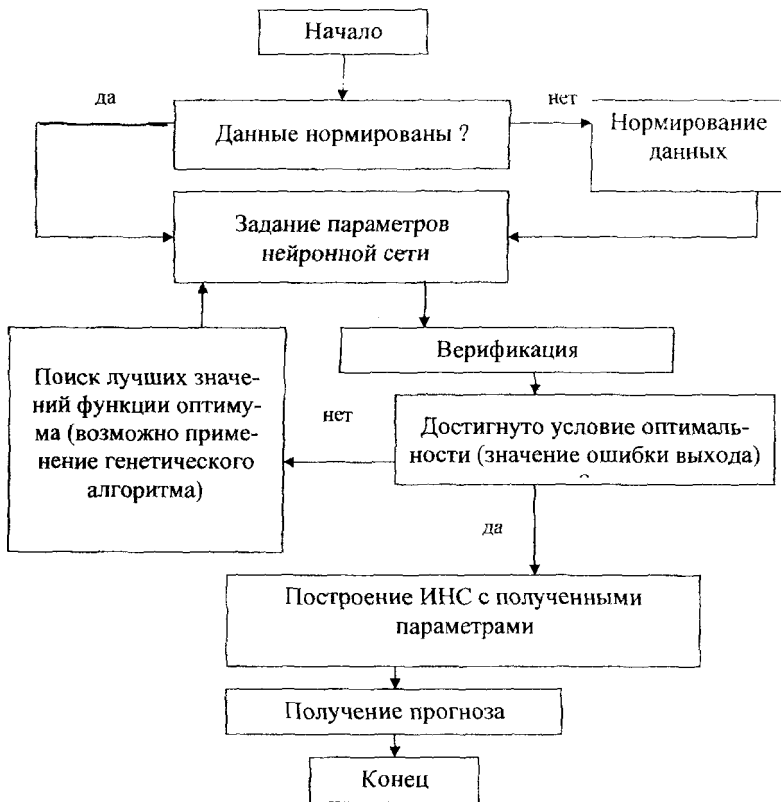 Начало
да
нет
Данные нормированы ?
Нормирование
данных
Задание параметров
нейронной сети
Верификация
Поиск лучших значе-
ний функции оптиму-
ма (возможно приме-
нение генетического
алгоритма)
нет
Достигнуто условие оптималь-
ности (значение ошибки выхода)
да
Построение ИНС с полученными
параметрами
Получение прогноза
Конец